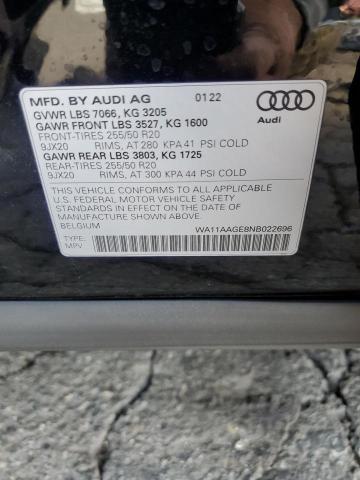 MFD. BY AUDI AG 01 22
GVWR LBS 7066, KG 3205
GAWR FRONT LBS 3527, KG 1600
FRONT-TIRES 255/50 R20
9JX20 RIMS, AT 280 KPA 41 PSI COLD
GAWR REAR LBS 3803, KG 1725
REAR-TIRES 255/50 R20
9JX20 RIMS, AT 300 KPA 44 PSI COLD
Audi
THIS VEHICLE CONFORMS TO ALL APPLICABLE
U.S. FEDERAL MOTOR VEHICLE SAFETY
STANDARDS IN EFFECT ON THE DATE OF
MANUFACTURE SHOWN ABOVE.
BELGIUM
WA11AAGE8NB022696
TYPE:
MPV